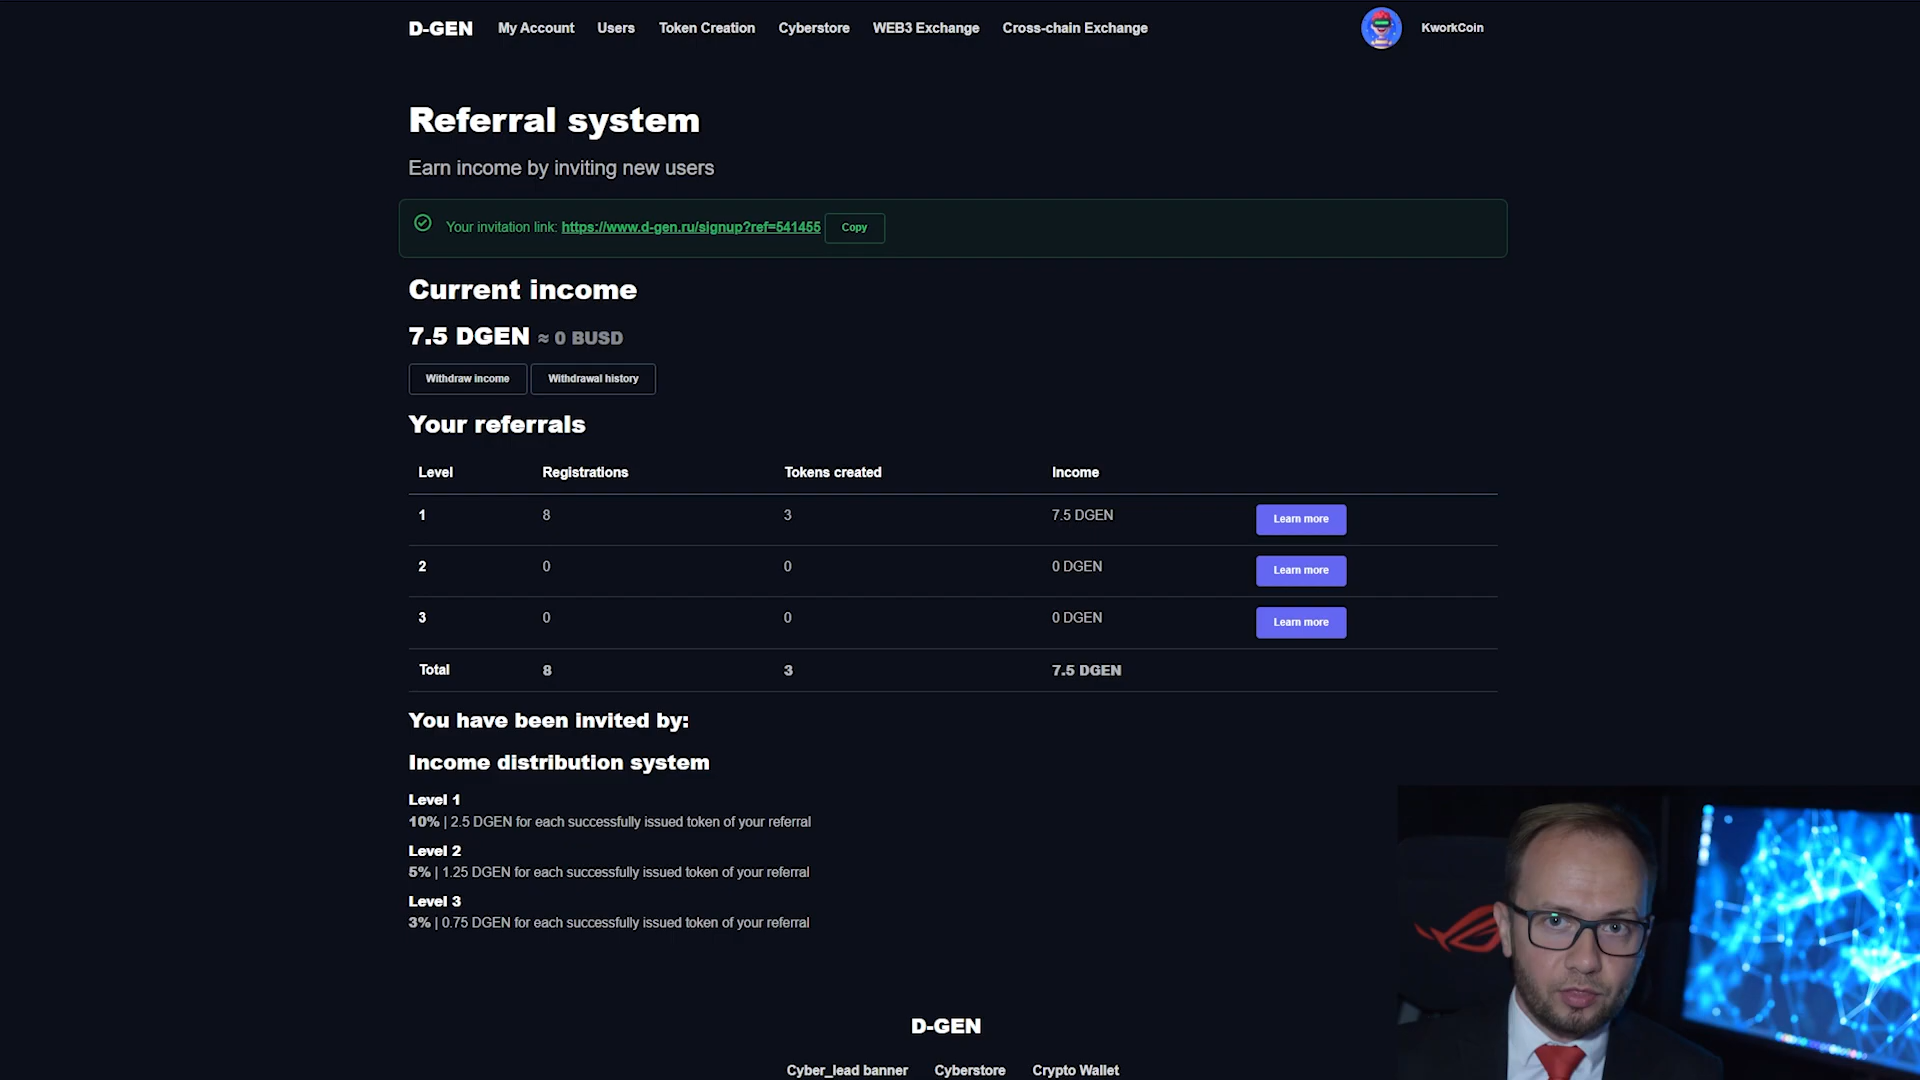 D-GEN My Account Users Token Creation Cyberstore WEB3 Exchange Cross-chain Exchange KworkCoin
Referral system
Earn income by inviting new users
Your invitation link: https://www.d-gen.ru/signup?ref=541455 Copy
Current income
7.5 DGEN ≈ 0 BUSD
Withdraw income Withdrawal history
Your referrals
Level Registrations Tokens created Income
1 8 3 7.5 DGEN Learn more
2 0 0 0 DGEN Learn more
3 0 0 0 DGEN Learn more
Total 8 3 7.5 DGEN
You have been invited by:
Income distribution system
Level 1
10% | 2.5 DGEN for each successfully issued token of your referral
Level 2
5% | 1.25 DGEN for each successfully issued token of your referral
Level 3
3% | 0.75 DGEN for each successfully issued token of your referral
D-GEN
Cyber_lead banner Cyberstore Crypto Wallet